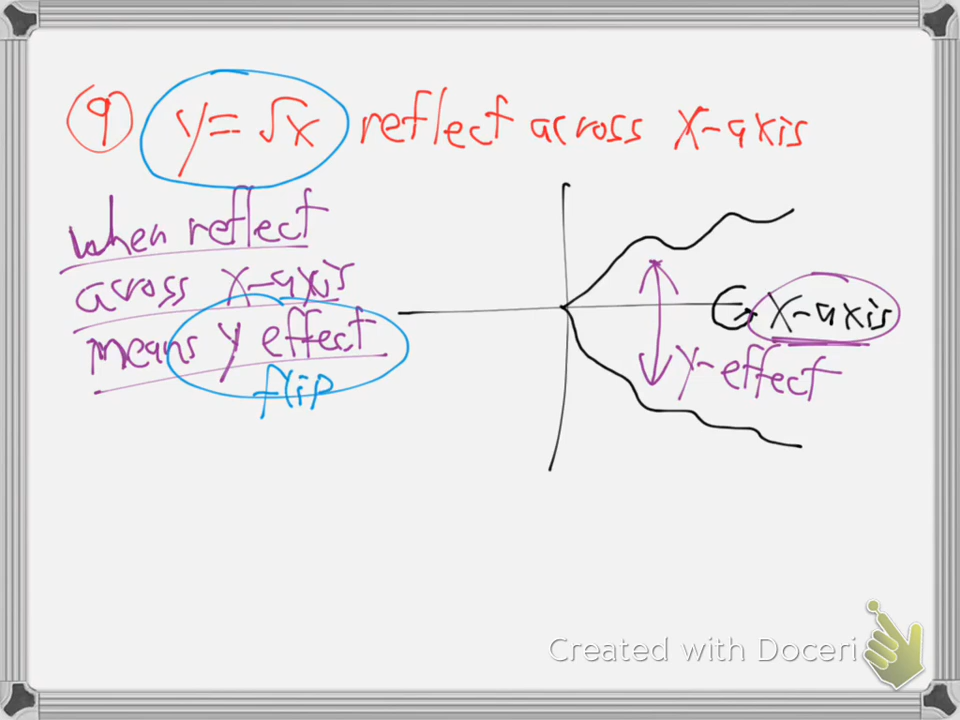 9 y=√x reflect across x-axis
when reflect
across x-axis
means y effect
flip
x-axis
y-effect
Created with Doceri